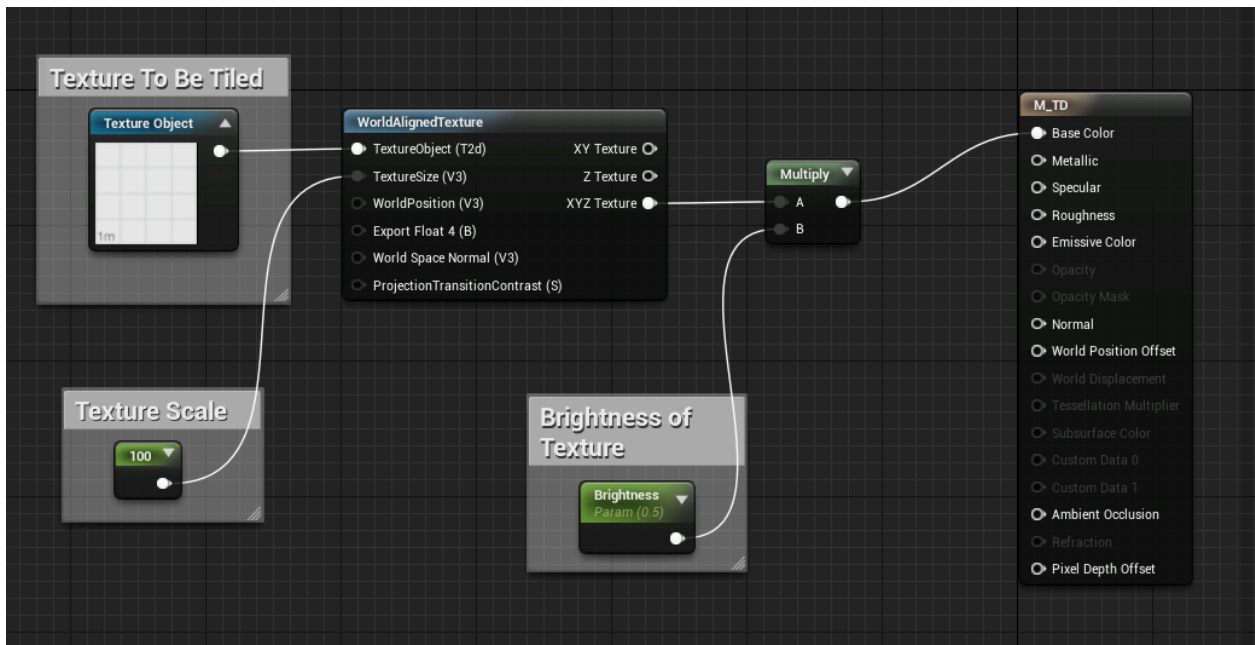 Texture To Be Tiled
Texture Object
1m
WorldAlignedTexture
TextureObject (T2d)
XY Texture
TextureSize (V3)
Z Texture
WorldPosition (V3)
XYZ Texture
Export Float 4 (B)
World Space Normal (V3)
ProjectionTransitionContrast (S)
Texture Scale
100
Brightness of
Texture
Brightness
Param (0.5)
Multiply
A
B
M_TD
Base Color
Metallic
Specular
Roughness
Emissive Color
Opacity
Opacity Mask
Normal
World Position Offset
World Displacement
Tessellation Multiplier
Subsurface Color
Custom Data 0
Custom Data 1
Ambient Occlusion
Refraction
Pixel Depth Offset